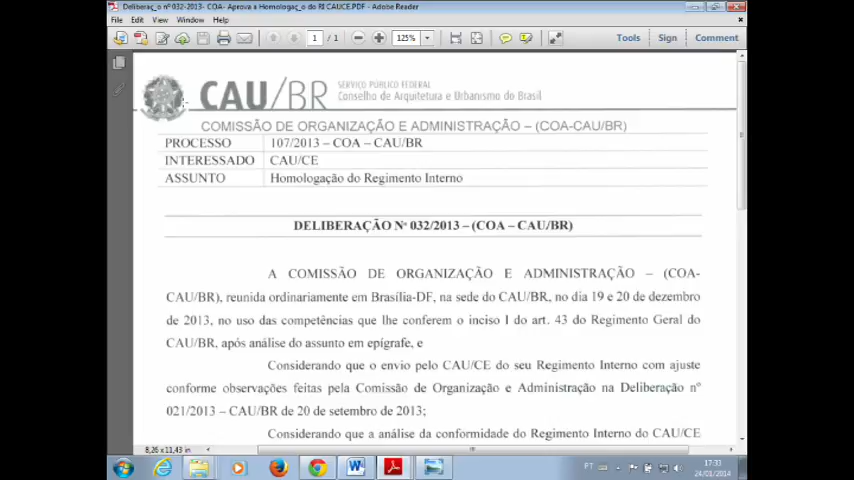 Deliberaç_o nº 032-2013- COA- Aprova a Homologaç_o do RI CAUCE.PDF - Adobe Reader
File Edit View Window Help
1 / 1 125% Tools Sign Comment
CAU/BR SERVIÇO PÚBLICO FEDERAL
Conselho de Arquitetura e Urbanismo do Brasil
COMISSÃO DE ORGANIZAÇÃO E ADMINISTRAÇÃO – (COA-CAU/BR)
PROCESSO 107/2013 – COA – CAU/BR
INTERESSADO CAU/CE
ASSUNTO Homologação do Regimento Interno
DELIBERAÇÃO Nº 032/2013 – (COA – CAU/BR)
A COMISSÃO DE ORGANIZAÇÃO E ADMINISTRAÇÃO – (COA-
CAU/BR), reunida ordinariamente em Brasília-DF, na sede do CAU/BR, no dia 19 e 20 de dezembro
de 2013, no uso das competências que lhe conferem o inciso I do art. 43 do Regimento Geral do
CAU/BR, após análise do assunto em epígrafe, e
Considerando que o envio pelo CAU/CE do seu Regimento Interno com ajuste
conforme observações feitas pela Comissão de Organização e Administração na Deliberação nº
021/2013 – CAU/BR de 20 de setembro de 2013;
Considerando que a análise da conformidade do Regimento Interno do CAU/CE
8,26 x 11,43 in
PT 17:33
24/01/2014